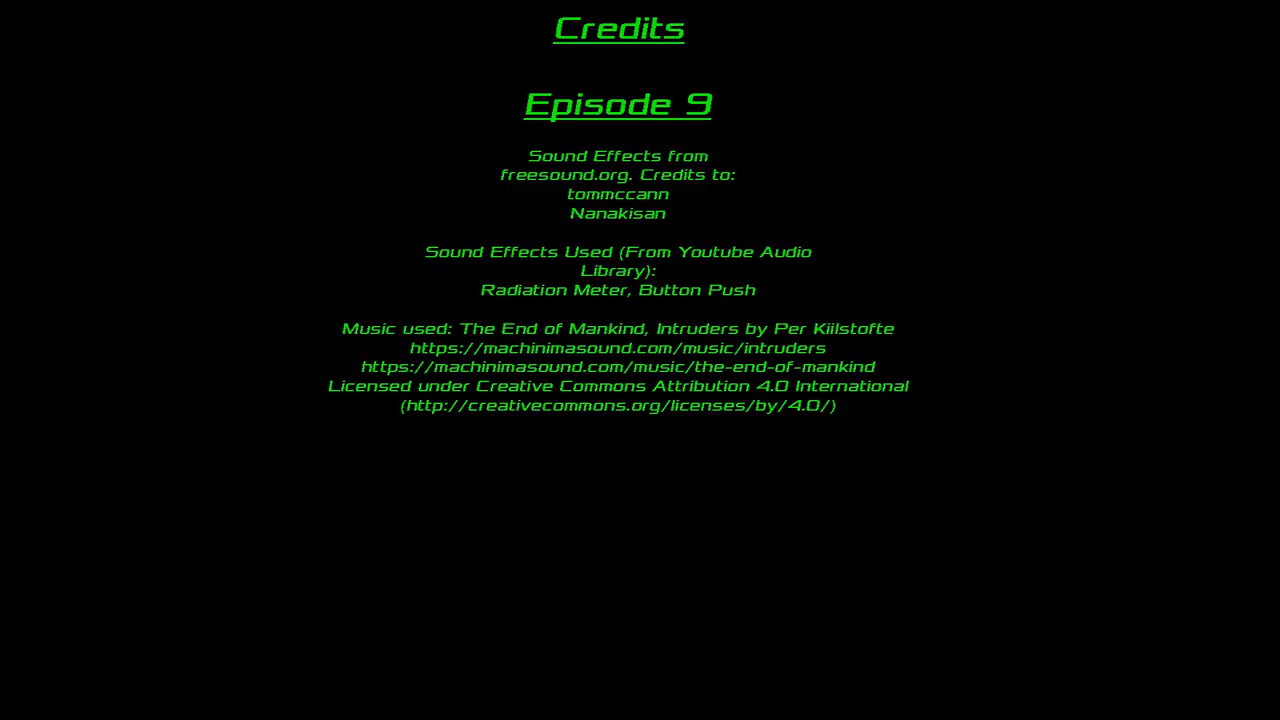 Credits
Episode 9
Sound Effects from
freesound.org. Credits to:
tommccann
Nanakisan
Sound Effects Used (From Youtube Audio
Library):
Radiation Meter, Button Push
Music used: The End of Mankind, Intruders by Per Kiilstofte
https://machinimasound.com/music/intruders
https://machinimasound.com/music/the-end-of-mankind
Licensed under Creative Commons Attribution 4.0 International
(http://creativecommons.org/licenses/by/4.0/)